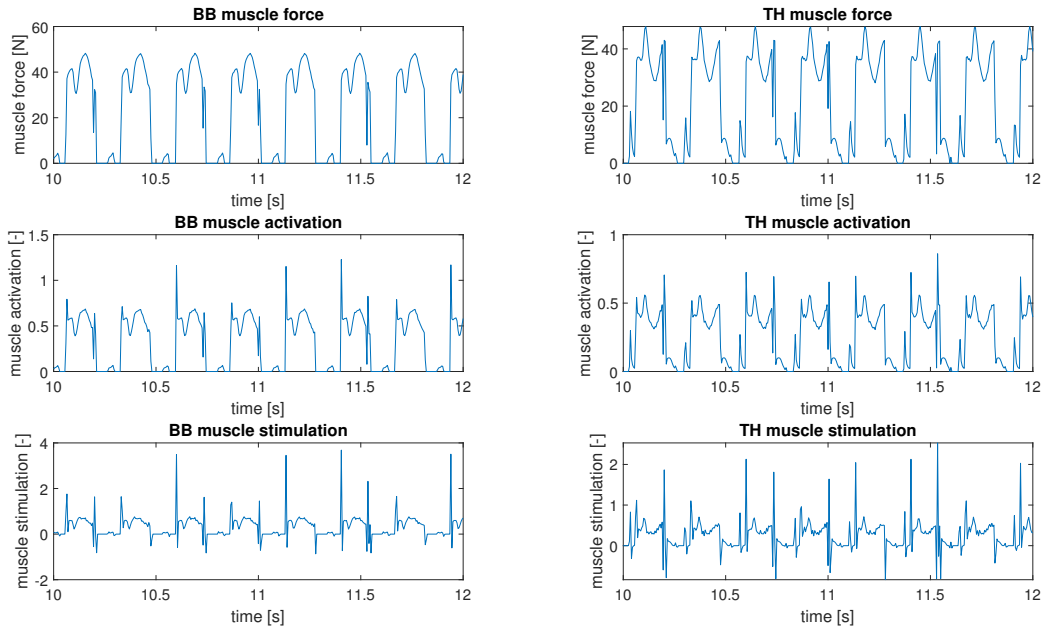 BB muscle force
muscle force [N]
60
40
20
0
10
10.5
11
11.5
12
time [s]
TH muscle force
muscle force [N]
40
20
0
10
10.5
11
11.5
12
time [s]
BB muscle activation
muscle activation [-]
1.5
1
0.5
0
10
10.5
11
11.5
12
time [s]
TH muscle activation
muscle activation [-]
1
0.5
0
10
10.5
11
11.5
12
time [s]
BB muscle stimulation
muscle stimulation [-]
4
2
0
-2
10
10.5
11
11.5
12
time [s]
TH muscle stimulation
muscle stimulation [-]
2
1
0
10
10.5
11
11.5
12
time [s]